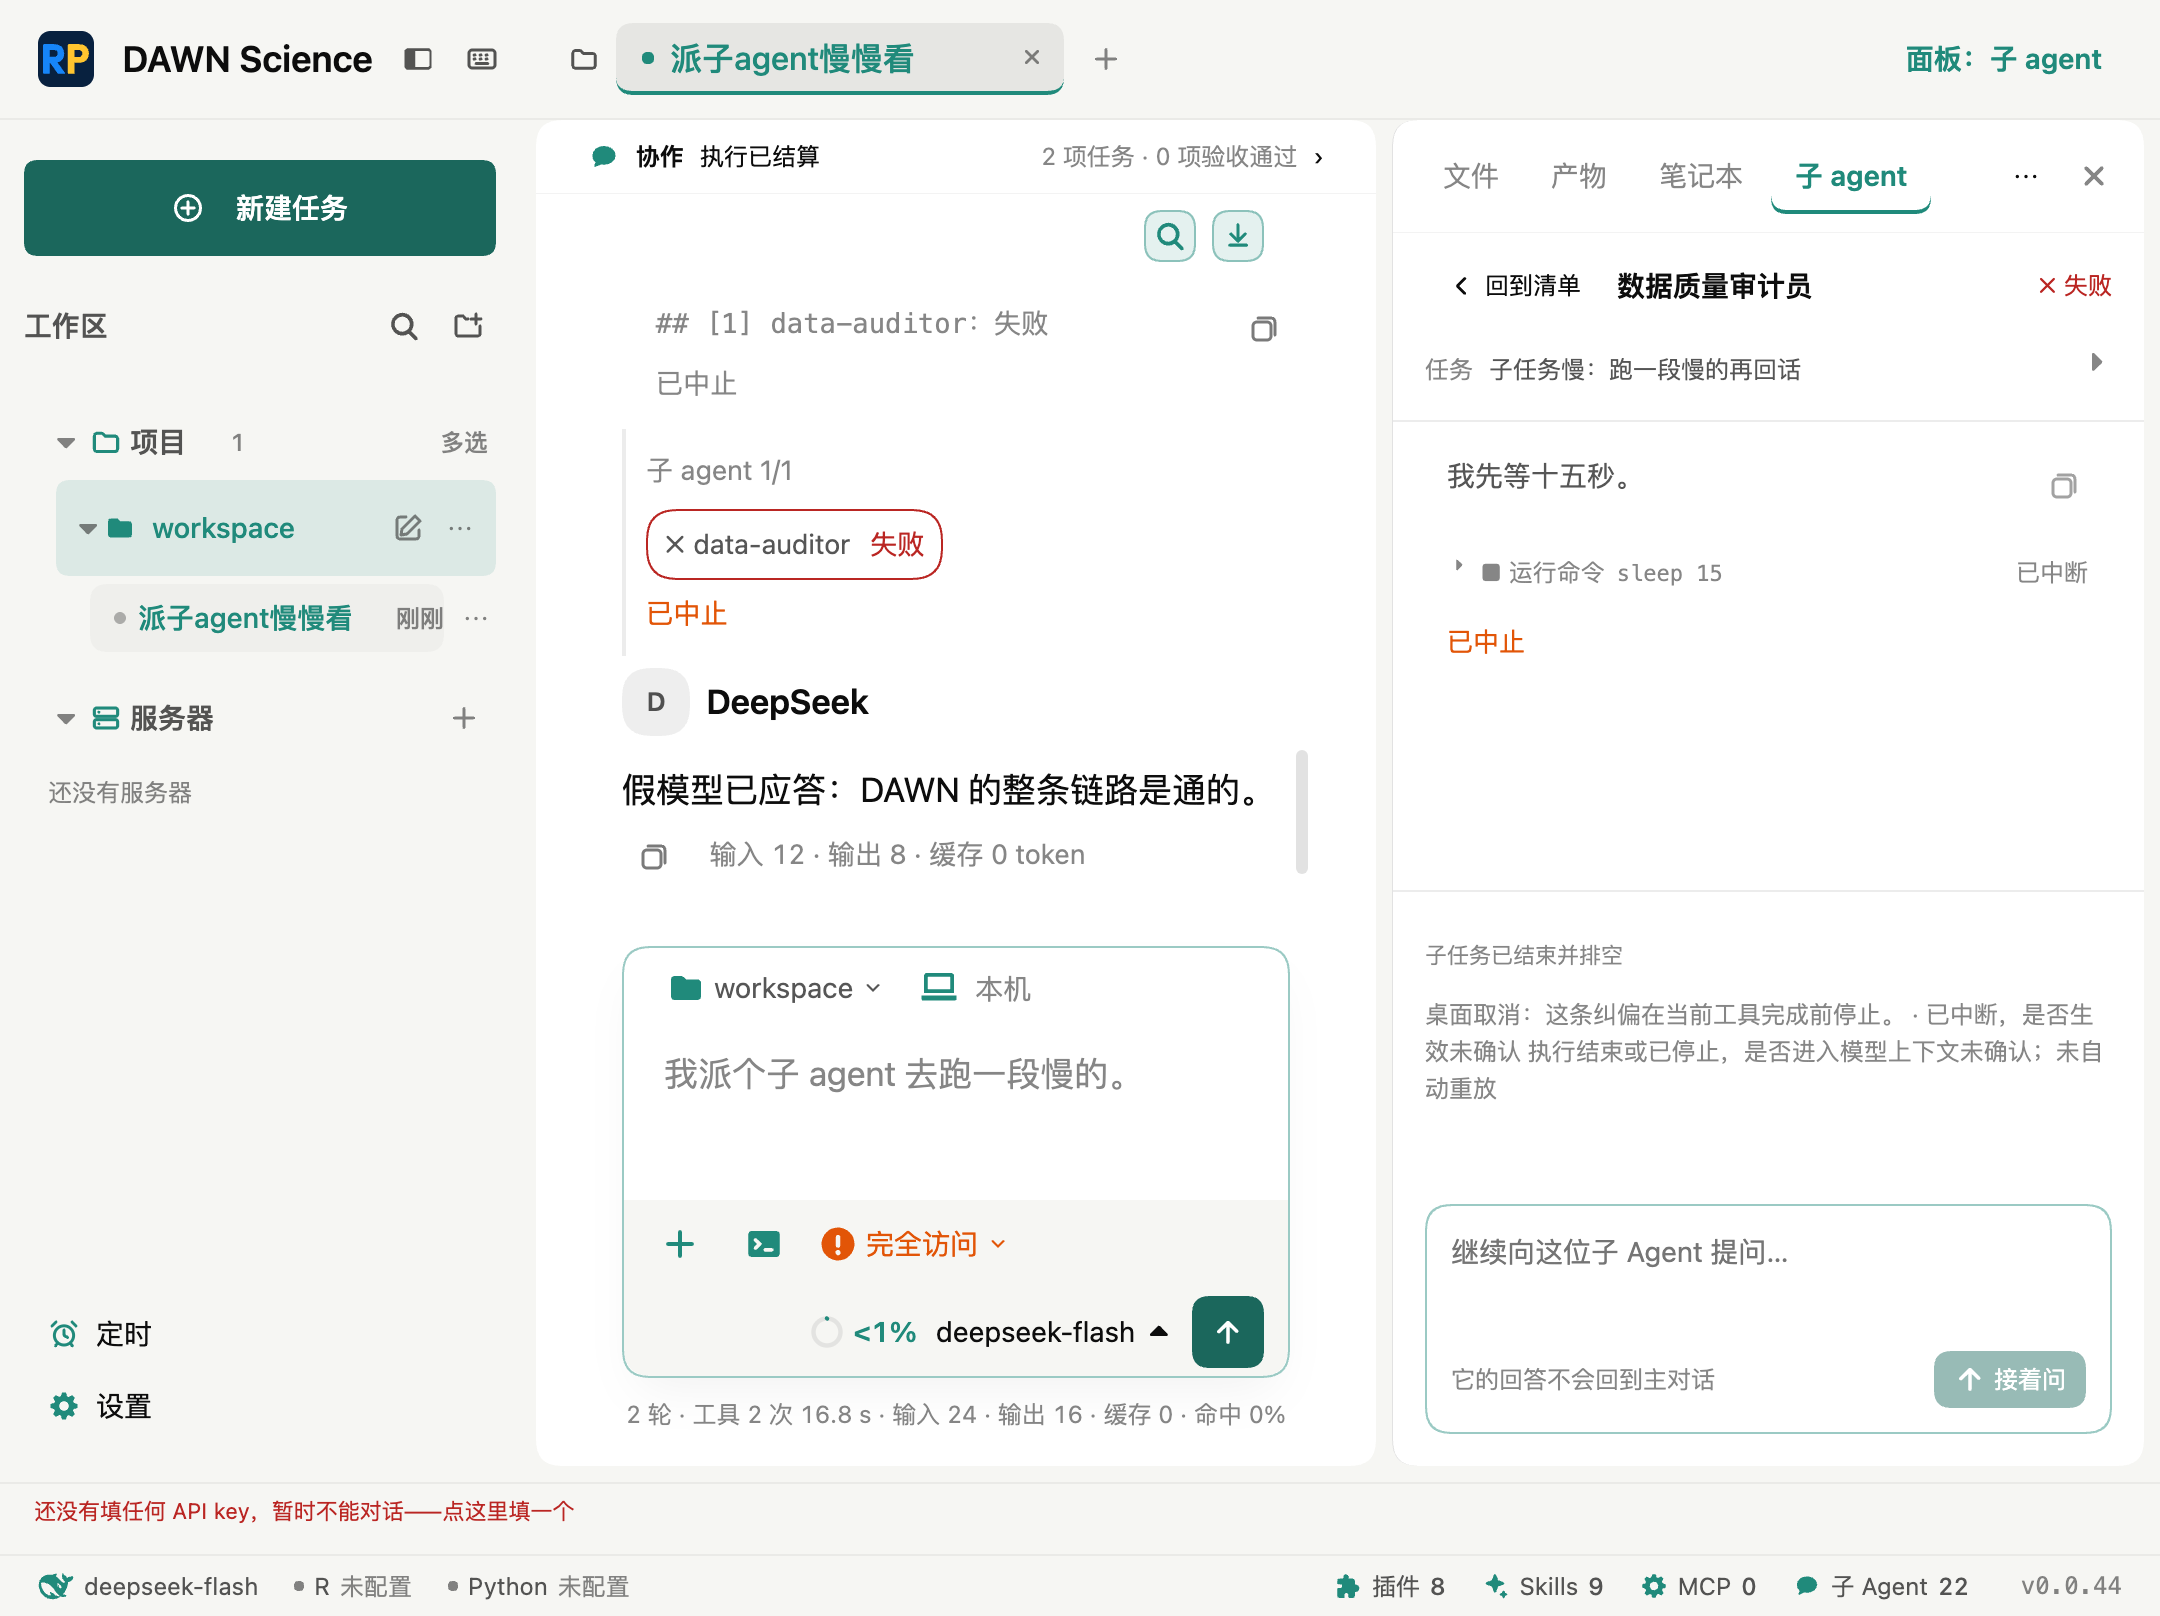 RP DAWN Science
派子agent慢慢看
面板：子 agent
新建任务
工作区
项目 1 多选
workspace
派子agent慢慢看 刚刚
服务器
还没有服务器
定时
设置
协作 执行已结算 2 项任务 · 0 项验收通过
## [1] data-auditor: 失败
已中止
子 agent 1/1
data-auditor 失败
已中止
D DeepSeek
假模型已应答：DAWN 的整条链路是通的。
输入 12 · 输出 8 · 缓存 0 token
workspace 本机
我派个子 agent 去跑一段慢的。
完全访问
<1% deepseek-flash
2 轮 · 工具 2 次 16.8 s · 输入 24 · 输出 16 · 缓存 0 · 命中 0%
文件 产物 笔记本 子 agent
回到清单 数据质量审计员 失败
任务 子任务慢：跑一段慢的再回话
我先等十五秒。
运行命令 sleep 15 已中断
已中止
子任务已结束并排空
桌面取消：这条纠偏在当前工具完成前停止。 · 已中断，是否生
效未确认 执行结束或已停止，是否进入模型上下文未确认；未自
动重放
继续向这位子 Agent 提问...
它的回答不会回到主对话 接着问
还没有填任何 API key，暂时不能对话——点这里填一个
deepseek-flash R 未配置 Python 未配置
插件 8 Skills 9 MCP 0 子 Agent 22 v0.0.44